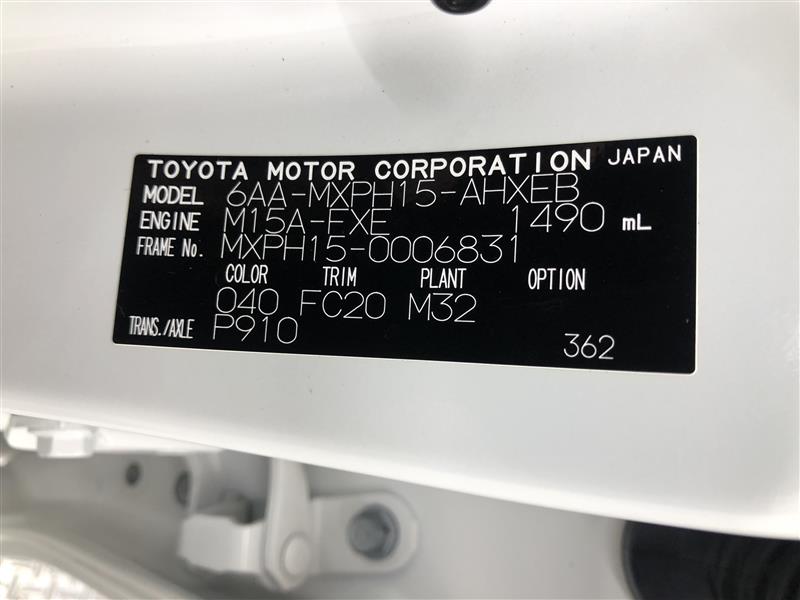 TOYOTA MOTOR CORPORATION JAPAN
MODEL 6AA-MXPH15-AHXEB
ENGINE M15A-FXE 1490 mL
FRAME No. MXPH15-0006831
COLOR TRIM PLANT OPTION
040 FC20 M32
TRANS./AXLE P910
362